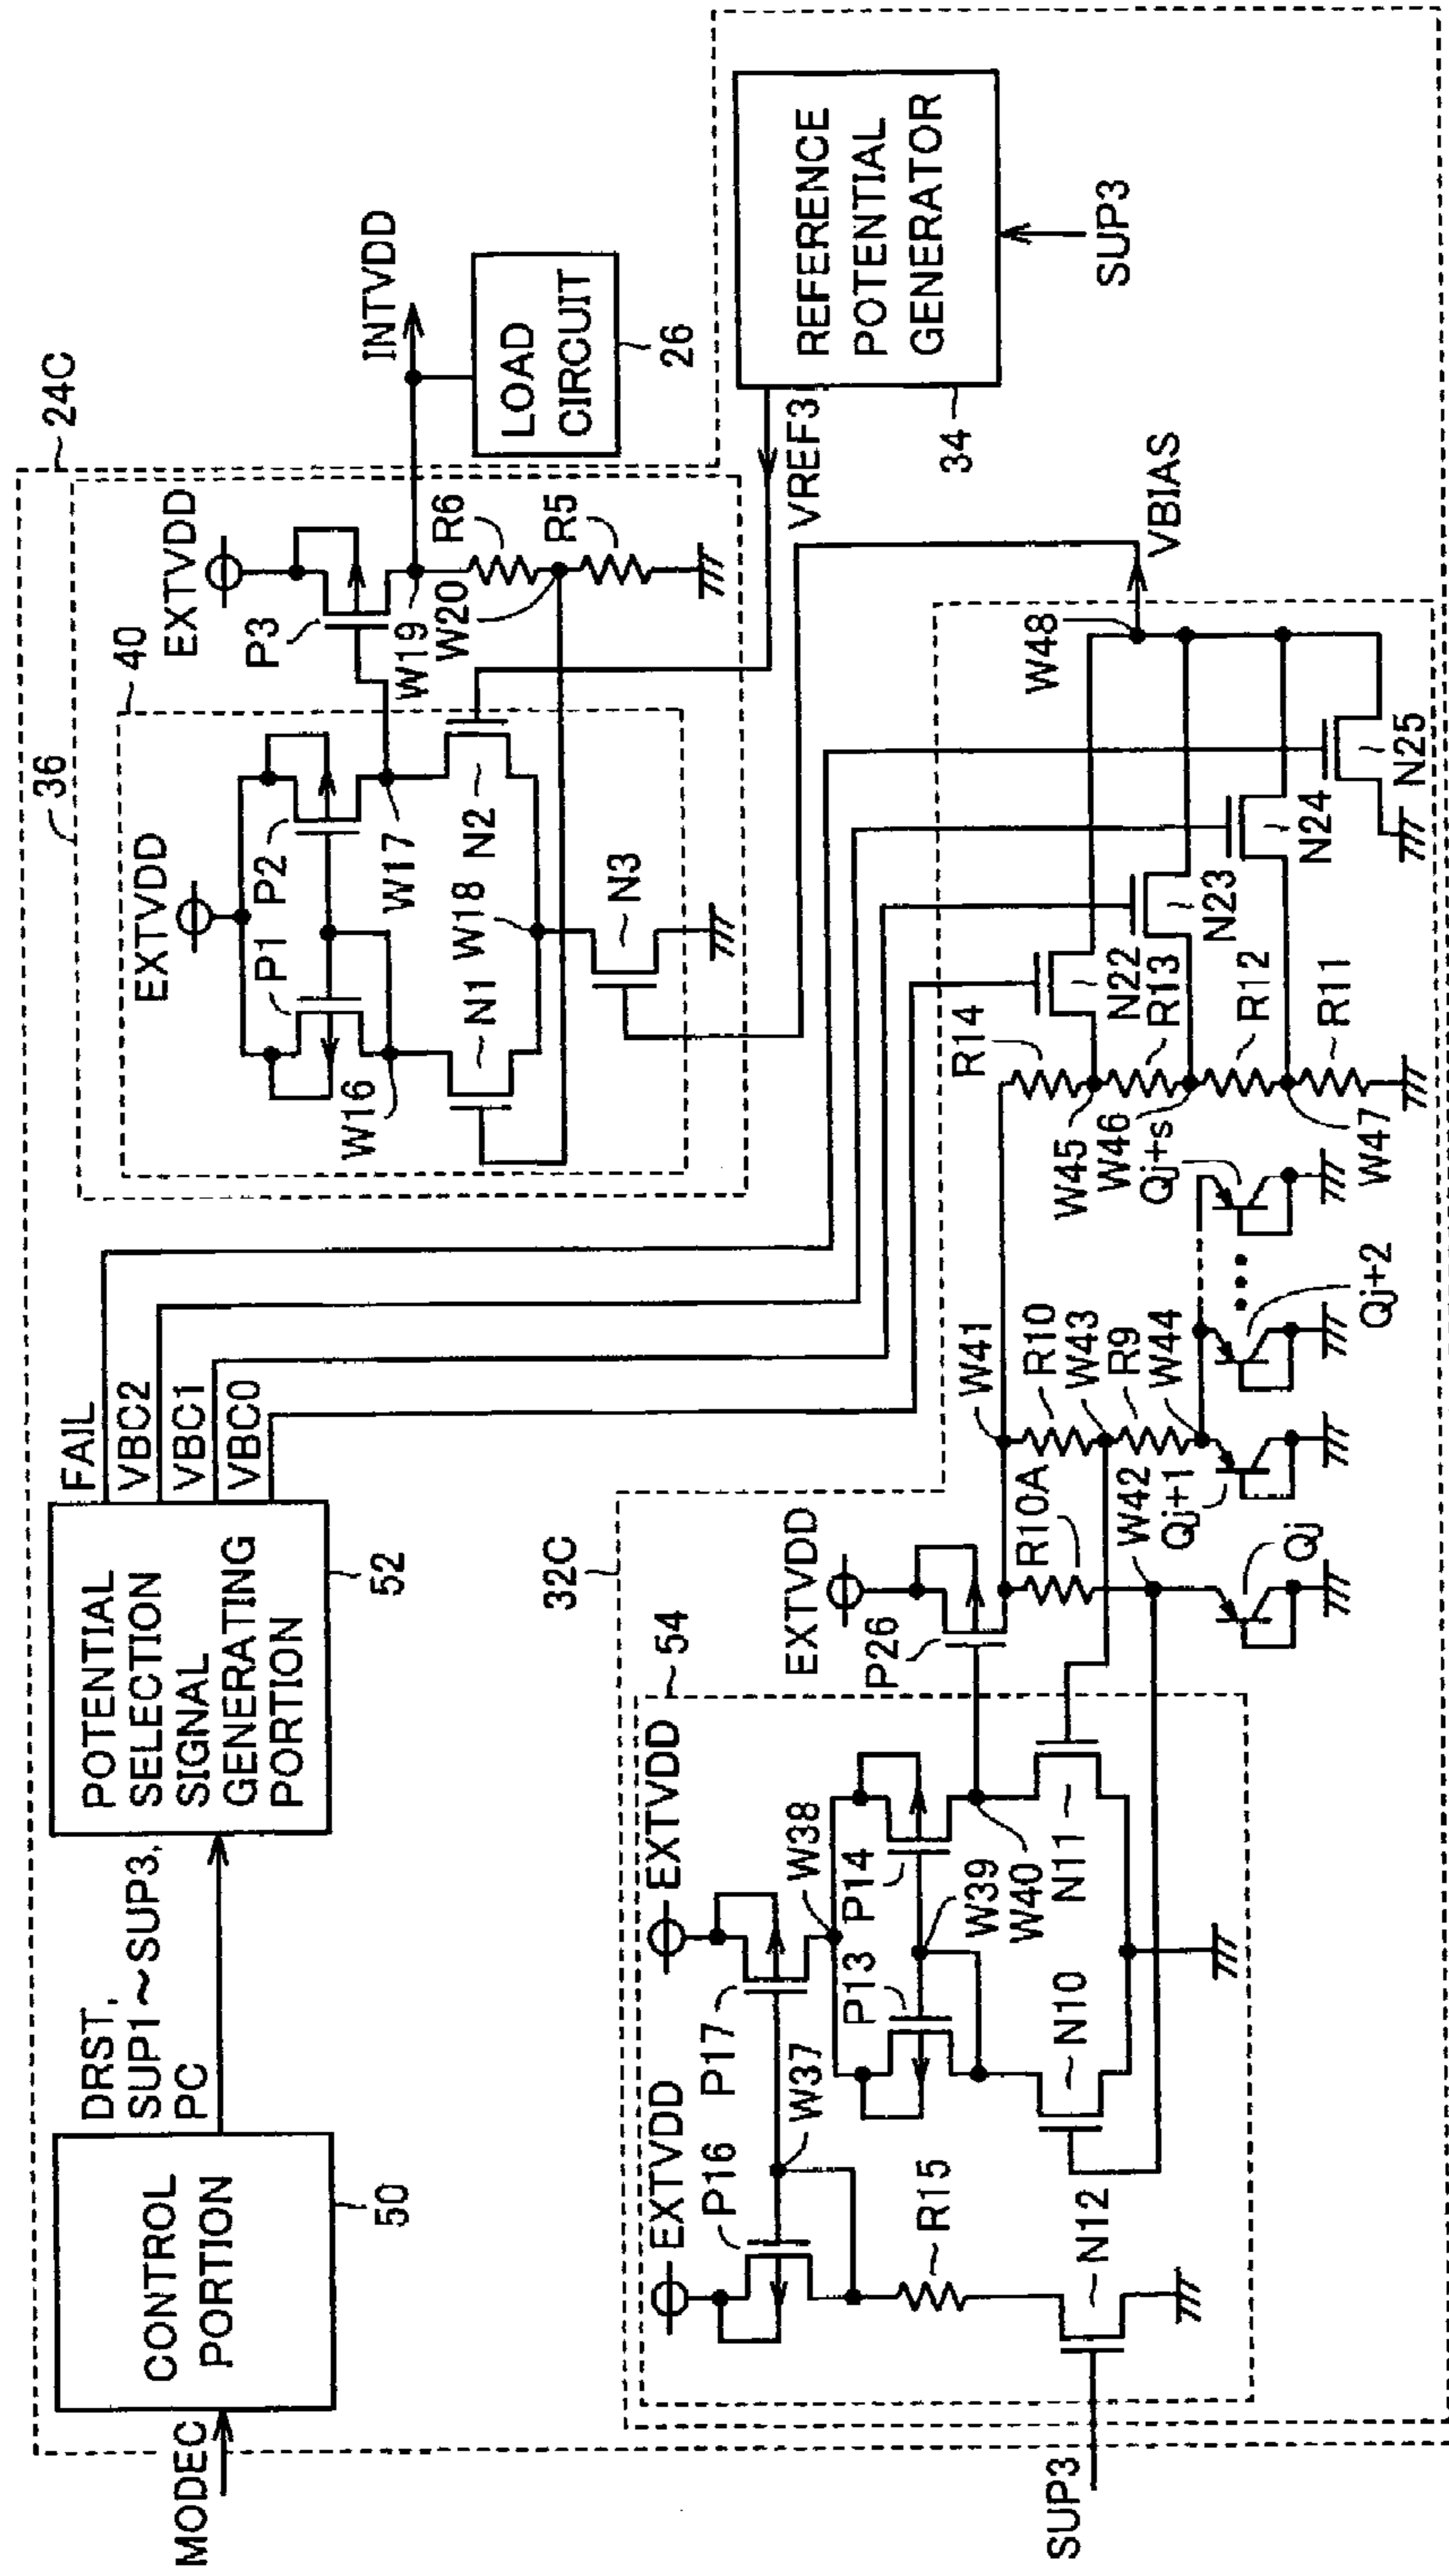 24C
36
40
EXTVDD
EXTVDD
P1
P2
P3
W16
W17
W18
W19
W20
N1
N2
N3
R6
R5
INTVDD
LOAD
CIRCUIT
26
REFERENCE
POTENTIAL
GENERATOR
34
SUP3
VREF3
VBIAS
MODEC
CONTROL
PORTION
50
DRST,
SUP1~SUP3,
PC
POTENTIAL
SELECTION
SIGNAL
GENERATING
PORTION
52
FAIL
VBC2
VBC1
VBC0
32C
54
EXTVDD
EXTVDD
EXTVDD
P16
P17
W37
W38
P13
P14
W39
W40
N10
N11
R15
N12
SUP3
P26
R10A
W41
R10
W43
R9
W44
W42
Qj
Qj+1
Qj+2
Qj+s
R14
W45
R13
W46
R12
W47
R11
N22
N23
N24
N25
W48